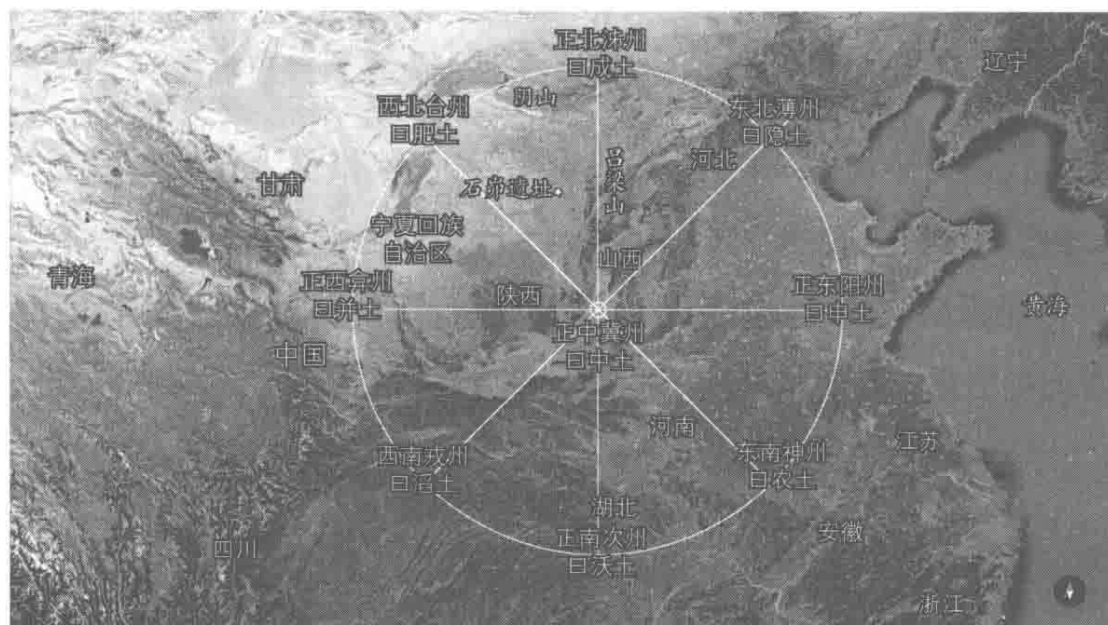 正北泲州
曰成土
辽宁
西北台州
曰肥土
阴山
东北薄州
曰隐土
吕梁山
河北
甘肃
石峁遗址
宁夏回族
自治区
山西
青海
正西弇州
曰并土
陕西
正东阳州
曰申土
黄海
正中冀州
曰中土
中国
河南
江苏
西南戎州
曰滔土
东南神州
曰农土
湖北
正南次州
曰沃土
安徽
四川
浙江